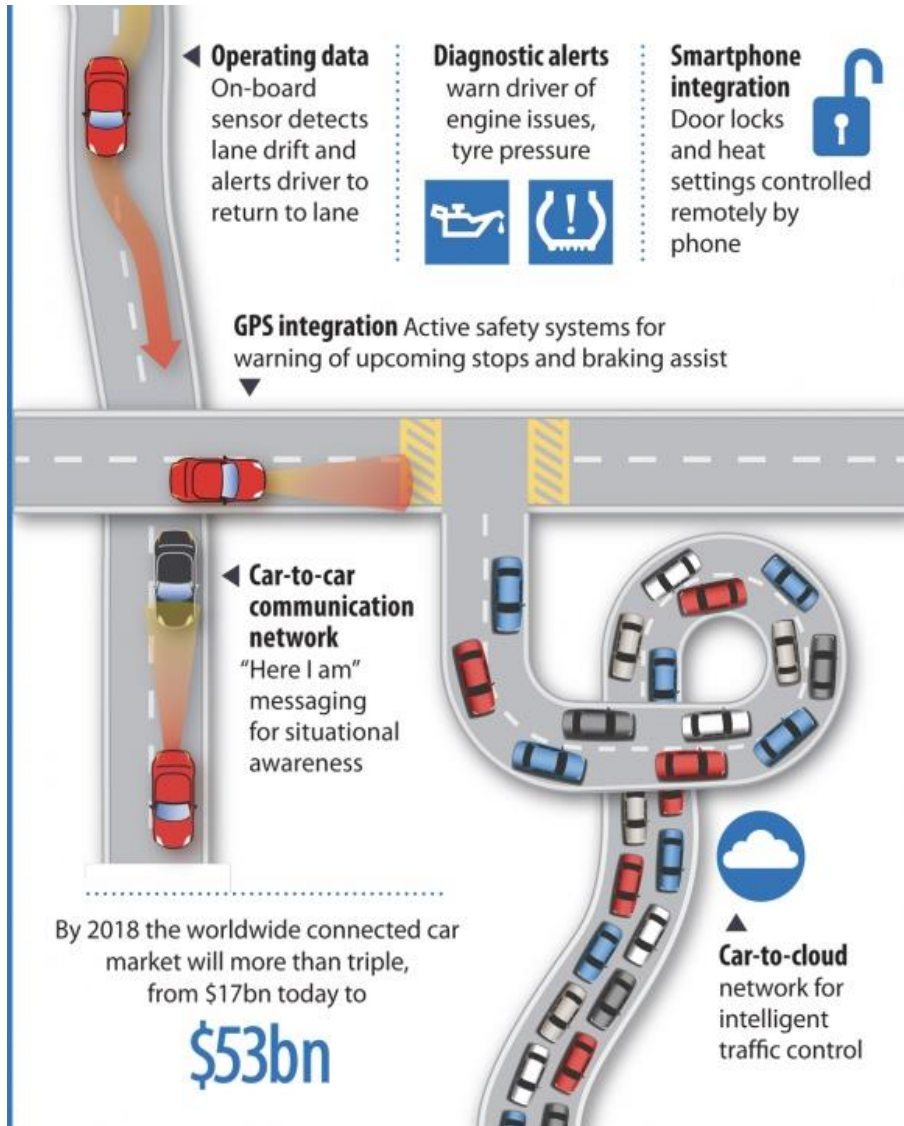 Operating data
On-board
sensor detects
lane drift and
alerts driver to
return to lane
Diagnostic alerts
warn driver of
engine issues,
tyre pressure
Smartphone
integration
Door locks
and heat
settings controlled
remotely by
phone
GPS integration Active safety systems for
warning of upcoming stops and braking assist
Car-to-car
communication
network
“Here I am”
messaging
for situational
awareness
By 2018 the worldwide connected car
market will more than triple,
from $17bn today to
$53bn
Car-to-cloud
network for
intelligent
traffic control